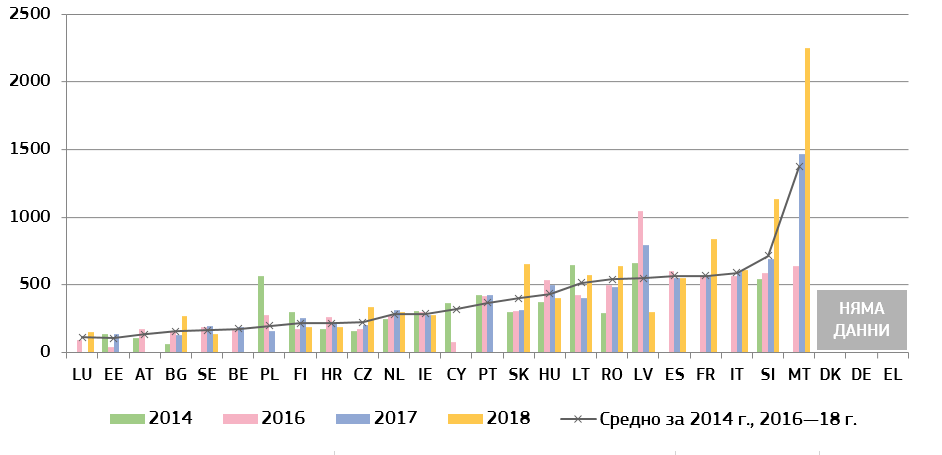 2500
2000
1500
1000
500
0
НЯМА
ДАННИ
LU EE AT BG SE BE PL FI HR CZ NL IE CY PT SK HU LT RO LV ES FR IT SI MT DK DE EL
2014 2016 2017 2018 Средно за 2014 г., 2016—18 г.